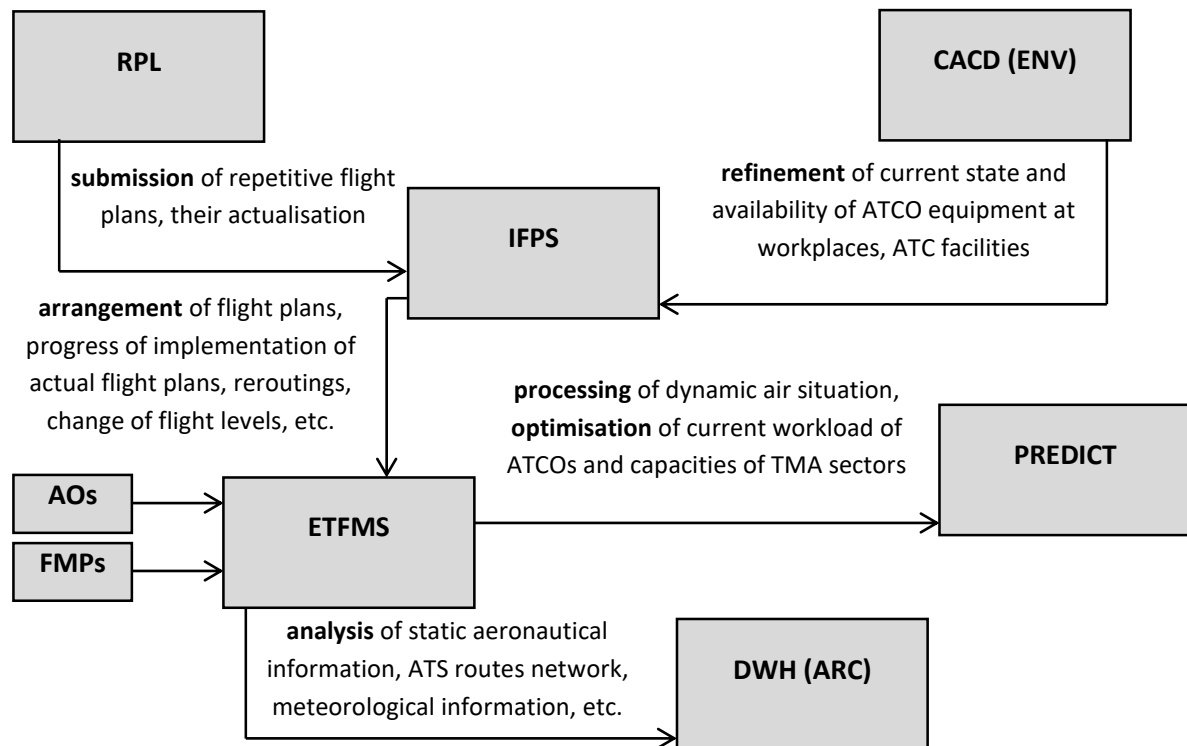 RPL
CACD (ENV)
submission of repetitive flight
plans, their actualisation
IFPS
refinement of current state and
availability of ATCO equipment at
workplaces, ATC facilities
arrangement of flight plans,
progress of implementation of
actual flight plans, reroutings,
change of flight levels, etc.
processing of dynamic air situation,
optimisation of current workload of
ATCOs and capacities of TMA sectors
PREDICT
AOs
FMPs
ETFMS
analysis of static aeronautical
information, ATS routes network,
meteorological information, etc.
DWH (ARC)